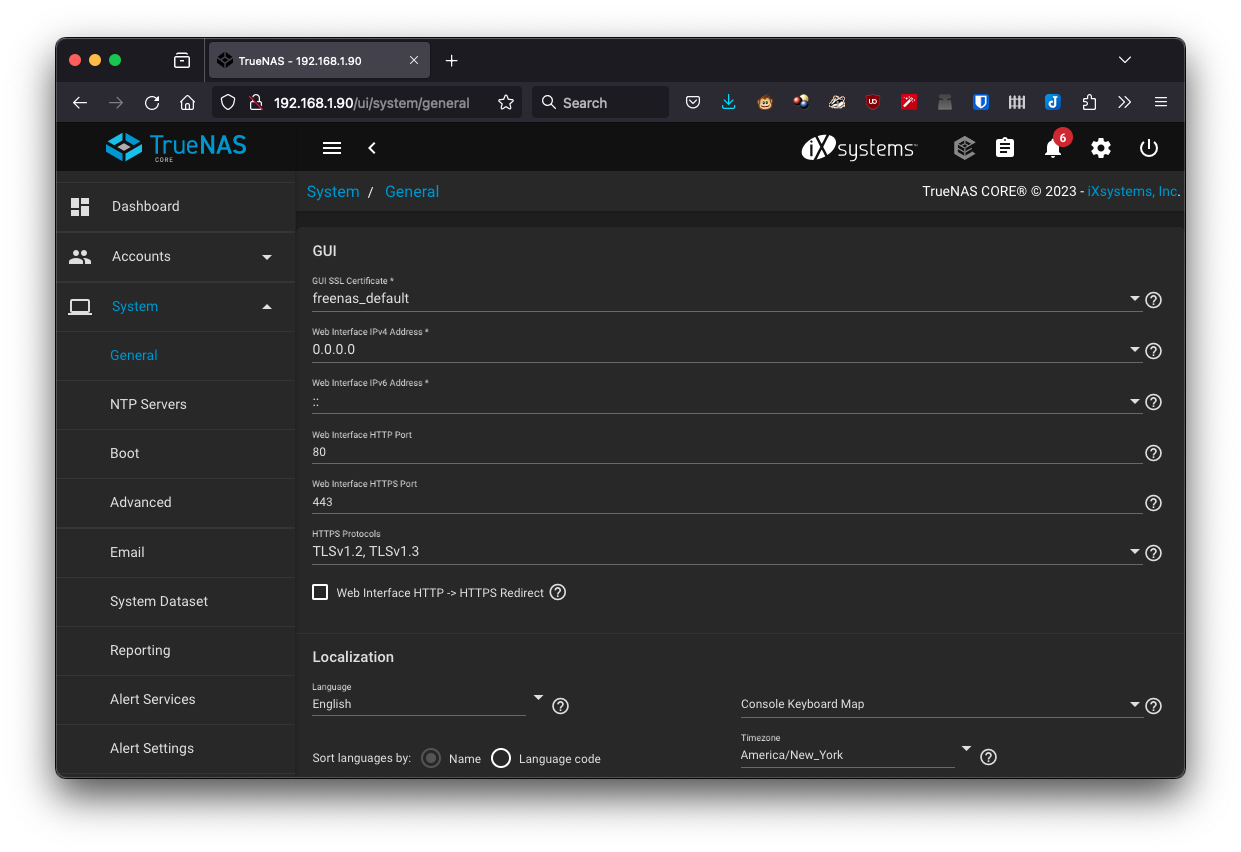 TrueNAS - 192.168.1.90
192.168.1.90/ui/system/general
Search
TrueNAS
CORE
iXsystems
6
System / General
TrueNAS CORE® © 2023 - iXsystems, Inc.
Dashboard
Accounts
System
General
NTP Servers
Boot
Advanced
Email
System Dataset
Reporting
Alert Services
Alert Settings
GUI
GUI SSL Certificate *
freenas_default
Web Interface IPv4 Address *
0.0.0.0
Web Interface IPv6 Address *
::
Web Interface HTTP Port
80
Web Interface HTTPS Port
443
HTTPS Protocols
TLSv1.2, TLSv1.3
Web Interface HTTP -> HTTPS Redirect
Localization
Language
English
Console Keyboard Map
Sort languages by: Name Language code
Timezone
America/New_York